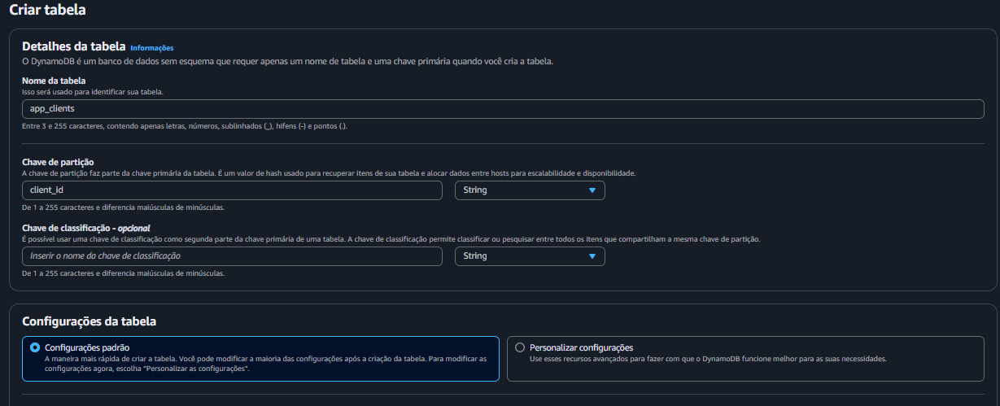 Criar tabela
Detalhes da tabela Informações
O DynamoDB é um banco de dados sem esquema que requer apenas um nome de tabela e uma chave primária quando você cria a tabela.
Nome da tabela
Isso será usado para identificar sua tabela.
app_clients
Entre 3 e 255 caracteres, contendo apenas letras, números, sublinhados (_), hifens (-) e pontos (.).
Chave de partição
A chave de partição faz parte da chave primária da tabela. É um valor de hash usado para recuperar itens de sua tabela e alocar dados entre hosts para escalabilidade e disponibilidade.
client_id String
De 1 a 255 caracteres e diferencia maiúsculas de minúsculas.
Chave de classificação - opcional
É possível usar uma chave de classificação como segunda parte da chave primária de uma tabela. A chave de classificação permite classificar ou pesquisar entre todos os itens que compartilham a mesma chave de partição.
Inserir o nome da chave de classificação String
De 1 a 255 caracteres e diferencia maiúsculas de minúsculas.
Configurações da tabela
Configurações padrão
A maneira mais rápida de criar a tabela. Você pode modificar a maioria das configurações após a criação da tabela. Para modificar as
configurações agora, escolha "Personalizar as configurações".
Personalizar configurações
Use esses recursos avançados para fazer com que o DynamoDB funcione melhor para as suas necessidades.